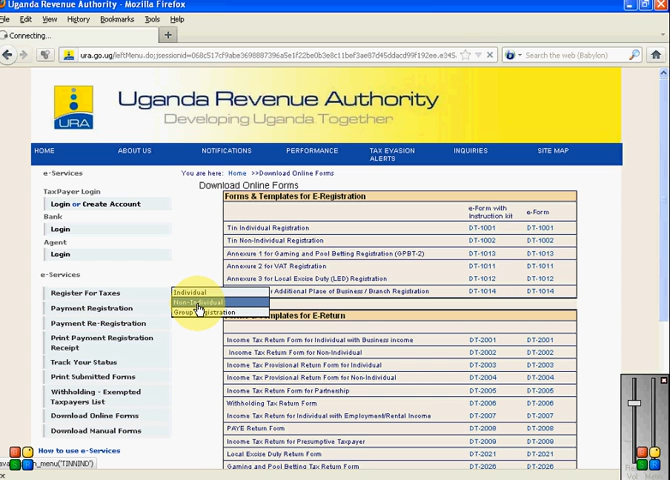 Uganda Revenue Authority - Mozilla Firefox
File Edit View History Bookmarks Tools Help
Connecting...
Search the web (Babylon)
Uganda Revenue Authority
Developing Uganda Together
URA
HOME ABOUT US NOTIFICATIONS PERFORMANCE TAX EVASION ALERTS INQUIRIES SITE MAP
e-Services
You are here: Home >>Download Online Forms
Download Online Forms
TaxPayer Login
Login or Create Account
Bank
Login
Agent
Login
e-Services
Register For Taxes
Payment Registration
Payment Re-Registration
Print Payment Registration Receipt
Track Your Status
Print Submitted Forms
Withholding - Exempted Taxpayers List
Download Online Forms
Download Manual Forms
How to use e-Services
Individual
Non-Individual
Group Registration
Forms & Templates for E-Registration
e-Form with Instruction kit e-Form
Tin Individual Registration DT-1001 DT-1001
Tin Non-Individual Registration DT-1002 DT-1002
Annexure 1 for Gaming and Pool Betting Registration (GPBT-2) DT-1013 DT-1013
Annexure 2 for VAT Registration DT-1011 DT-1011
Annexure 3 for Local Excise Duty (LED) Registration DT-1012 DT-1012
Additional Place of Business / Branch Registration DT-1014 DT-1014
Templates for E-Return
Income Tax Return Form for Individual with Business income DT-2001 DT-2001
Income Tax Return Form for Non-Individual DT-2002 DT-2002
Income Tax Provisional Return Form for Individual DT-2003 DT-2003
Income Tax Provisional Return Form for Non-Individual DT-2004 DT-2004
Income Tax Return Form for Partnership DT-2005 DT-2005
Withholding Tax Return Form DT-2006 DT-2006
Income Tax Return Form for Individual with Employment/Rental Income DT-2007 DT-2007
PAYE Return Form DT-2008 DT-2008
Income Tax Return Form for Presumptive Taxpayer DT-2009 DT-2009
Local Excise Duty Return Form DT-2021 DT-2021
Gaming and Pool Betting Tax Return Form DT-2026 DT-2026